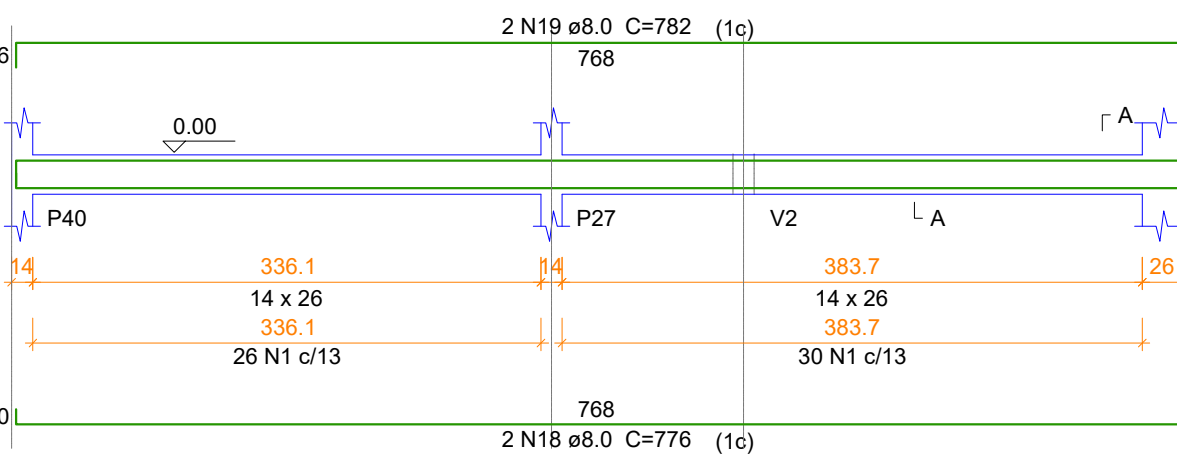 2 N19 ø8.0 C=782 (1c)
6
768
0.00
A
P40
P27
V2
A
14
336.1
14
383.7
26
14 x 26
14 x 26
336.1
383.7
26 N1 c/13
30 N1 c/13
768
0
2 N18 ø8.0 C=776 (1c)